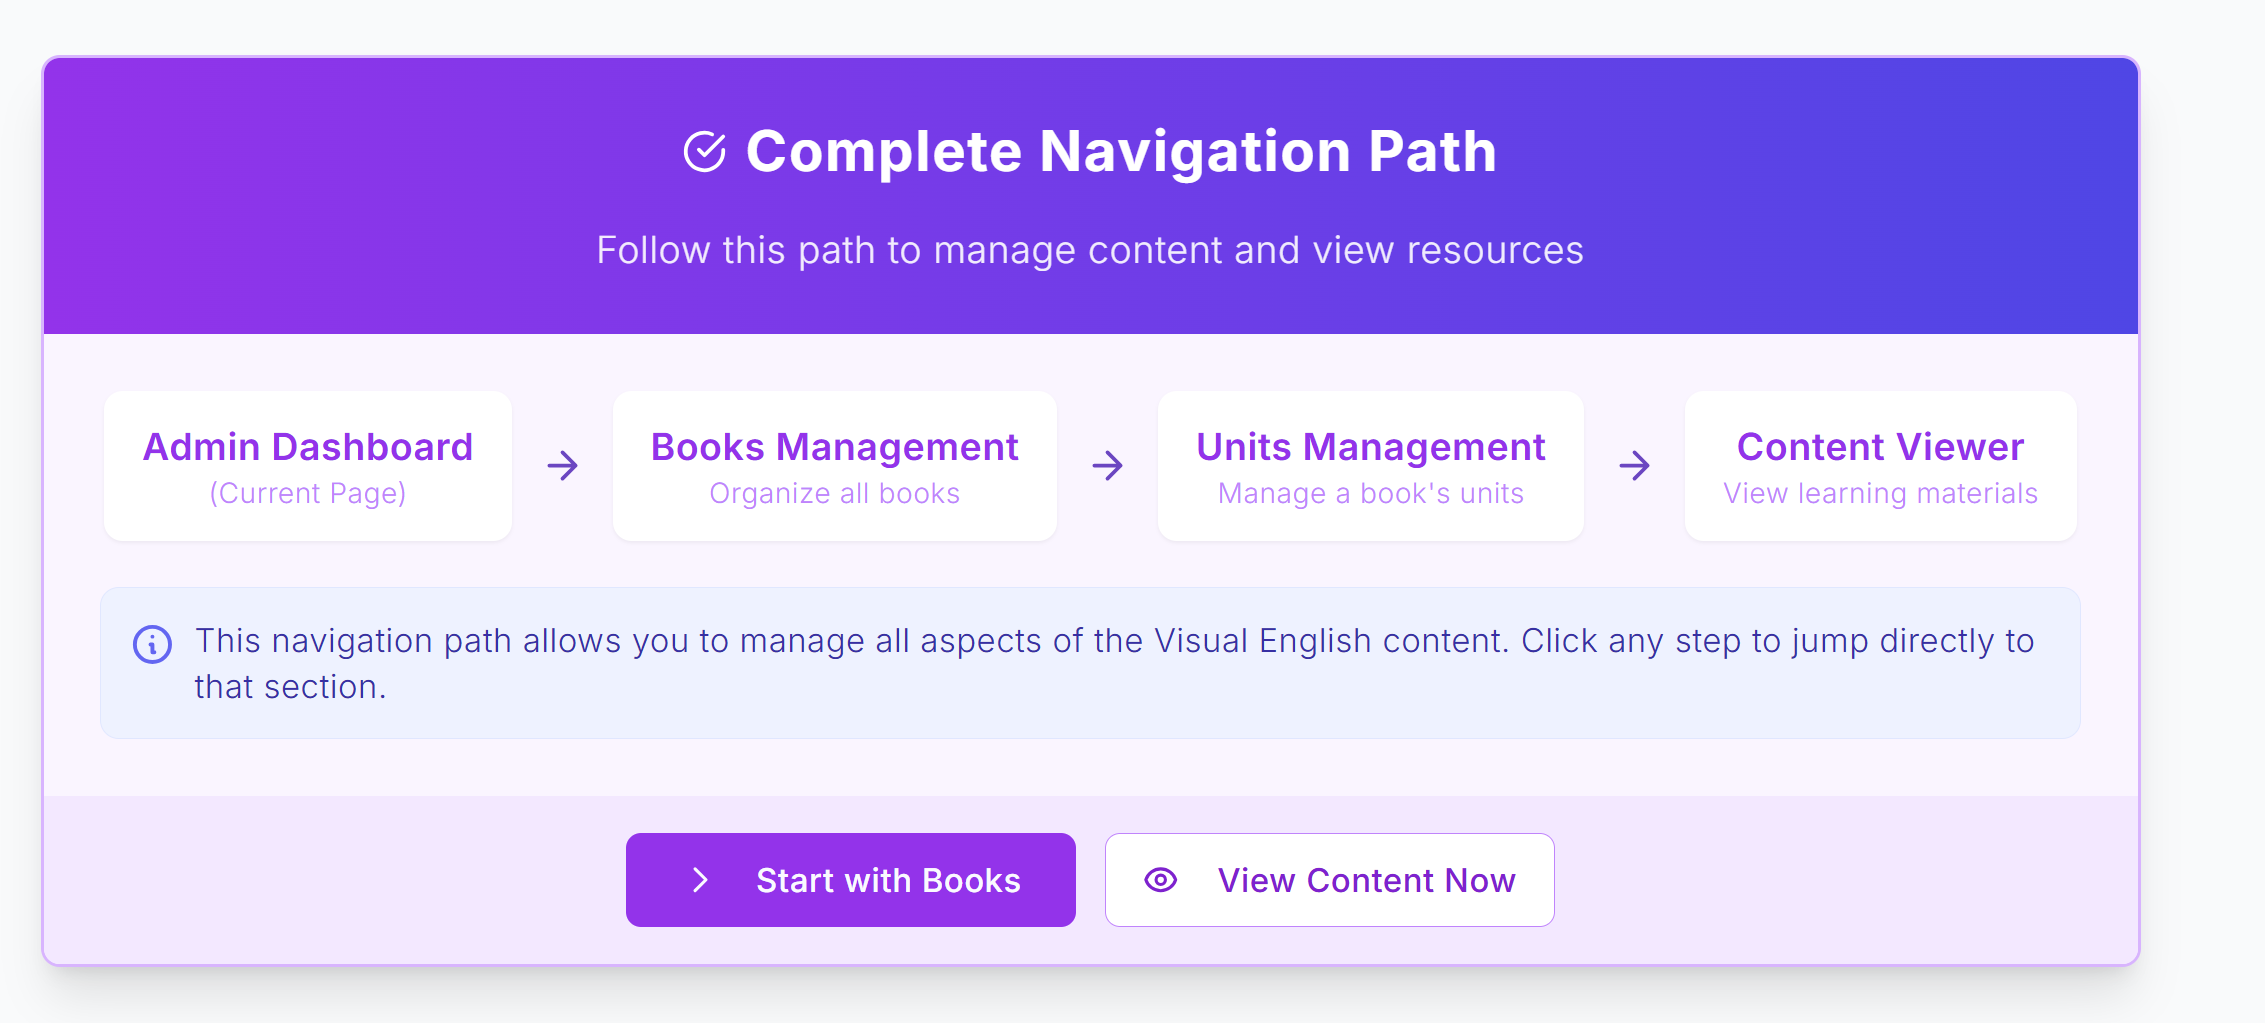 Complete Navigation Path
Follow this path to manage content and view resources
Admin Dashboard
(Current Page)
Books Management
Organize all books
Units Management
Manage a book's units
Content Viewer
View learning materials
This navigation path allows you to manage all aspects of the Visual English content. Click any step to jump directly to
that section.
Start with Books
View Content Now